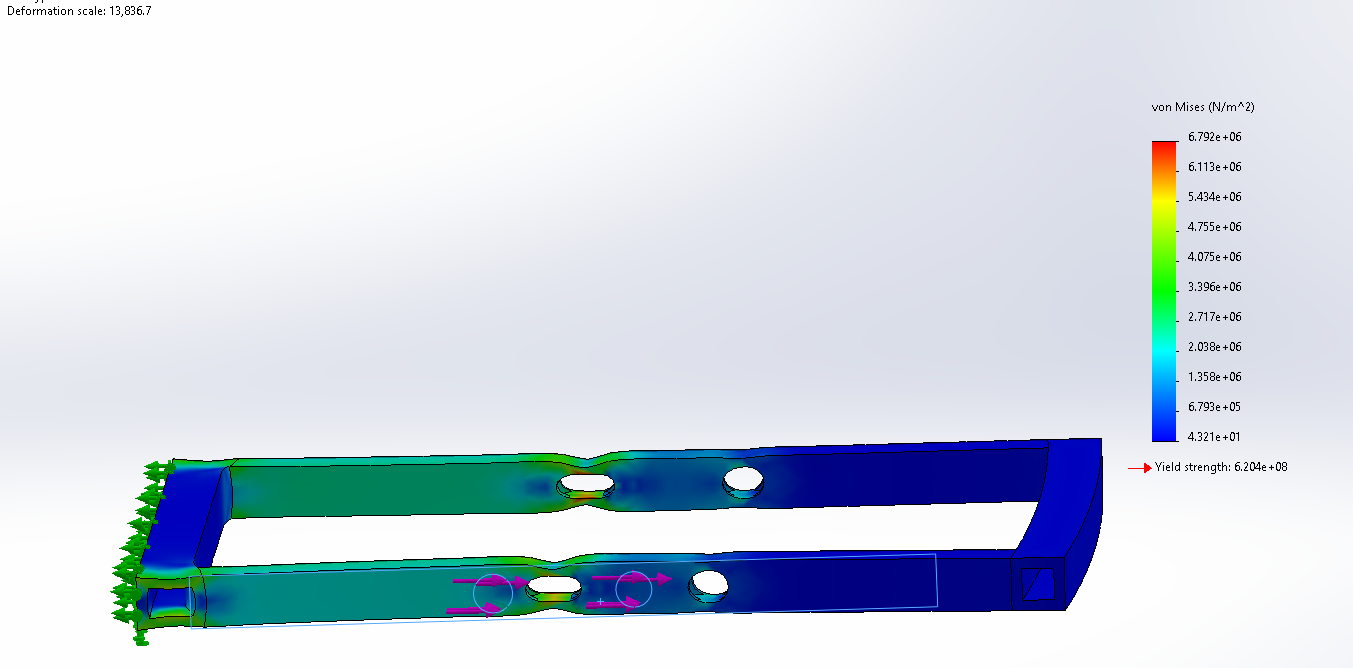 Deformation scale: 13,836.7
von Mises (N/m^2)
6.792e+06
6.113e+06
5.434e+06
4.755e+06
4.075e+06
3.396e+06
2.717e+06
2.038e+06
1.358e+06
6.793e+05
4.321e+01
Yield strength: 6.204e+08